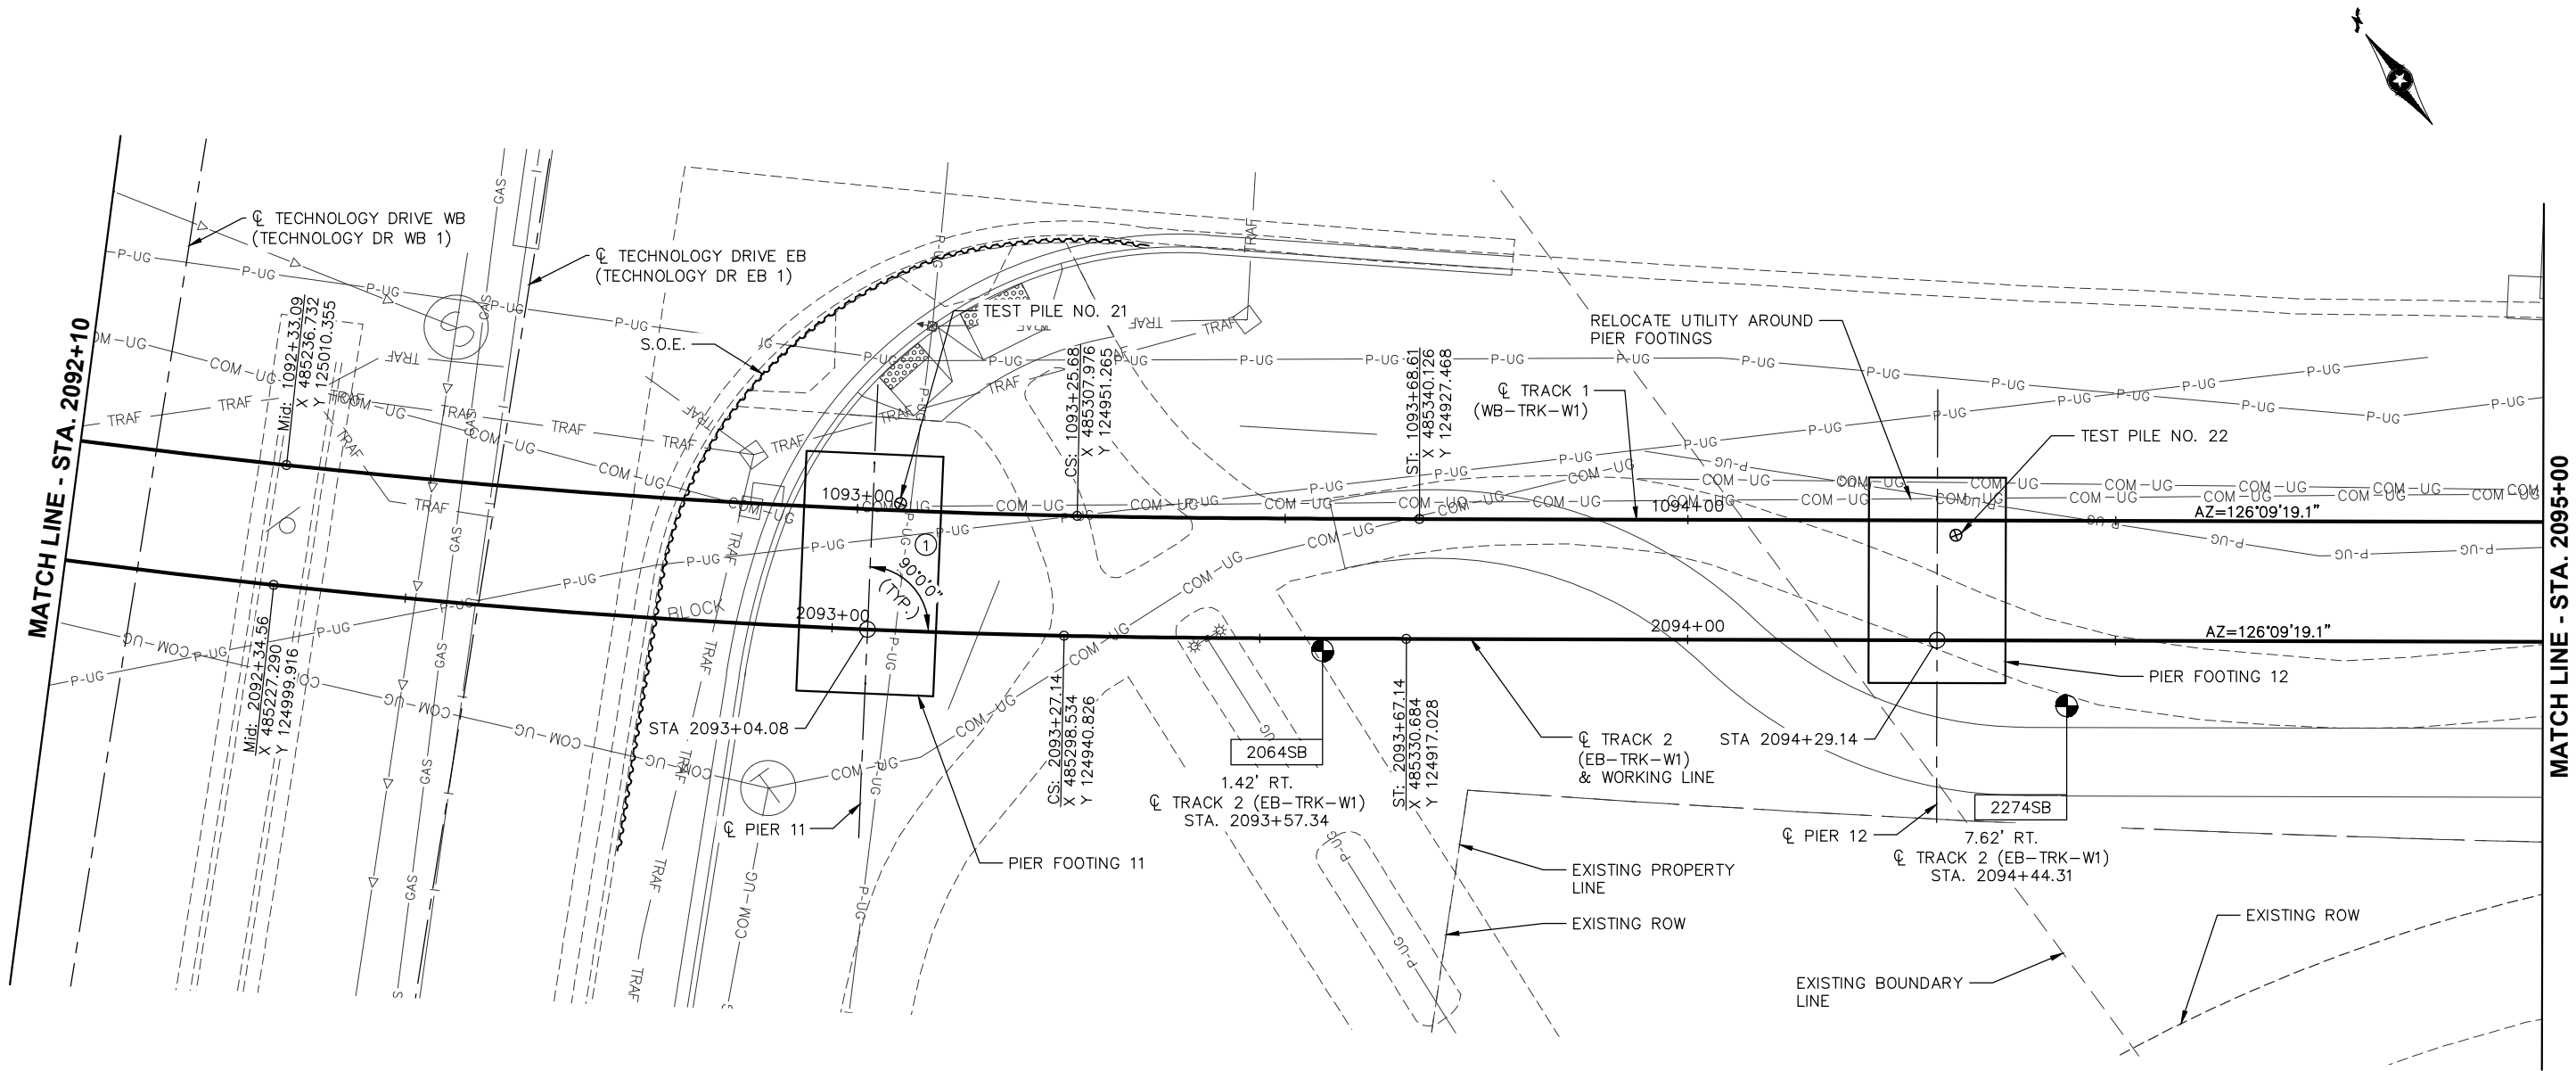 MATCH LINE - STA. 2092+10
℄ TECHNOLOGY DRIVE WB
(TECHNOLOGY DR WB 1)
℄ TECHNOLOGY DRIVE EB
(TECHNOLOGY DR EB 1)
S.O.E.
TEST PILE NO. 21
Mid: 1092+33.09
X 485236.732
Y 125010.355
CS: 1093+25.68
X 485307.976
Y 124951.265
ST: 1093+68.61
X 485340.126
Y 124927.468
RELOCATE UTILITY AROUND
PIER FOOTINGS
℄ TRACK 1
(WB-TRK-W1)
TEST PILE NO. 22
1093+00
1094+00
AZ=126°09'19.1"
1
90°0'0"
(TYP.)
BLOCK
2093+00
2094+00
AZ=126°09'19.1"
Mid: 2092+34.56
X 485227.290
Y 124999.916
STA 2093+04.08
CS: 2093+27.14
X 485298.534
Y 124940.826
2064SB
1.42' RT.
℄ TRACK 2 (EB-TRK-W1)
STA. 2093+57.34
ST: 2093+67.14
X 485330.684
Y 124917.028
℄ TRACK 2
(EB-TRK-W1)
& WORKING LINE
STA 2094+29.14
PIER FOOTING 12
2274SB
7.62' RT.
℄ TRACK 2 (EB-TRK-W1)
STA. 2094+44.31
℄ PIER 11
PIER FOOTING 11
℄ PIER 12
EXISTING PROPERTY
LINE
EXISTING ROW
EXISTING BOUNDARY
LINE
EXISTING ROW
MATCH LINE - STA. 2095+00
P-UG
COM-UG
TRAF
GAS